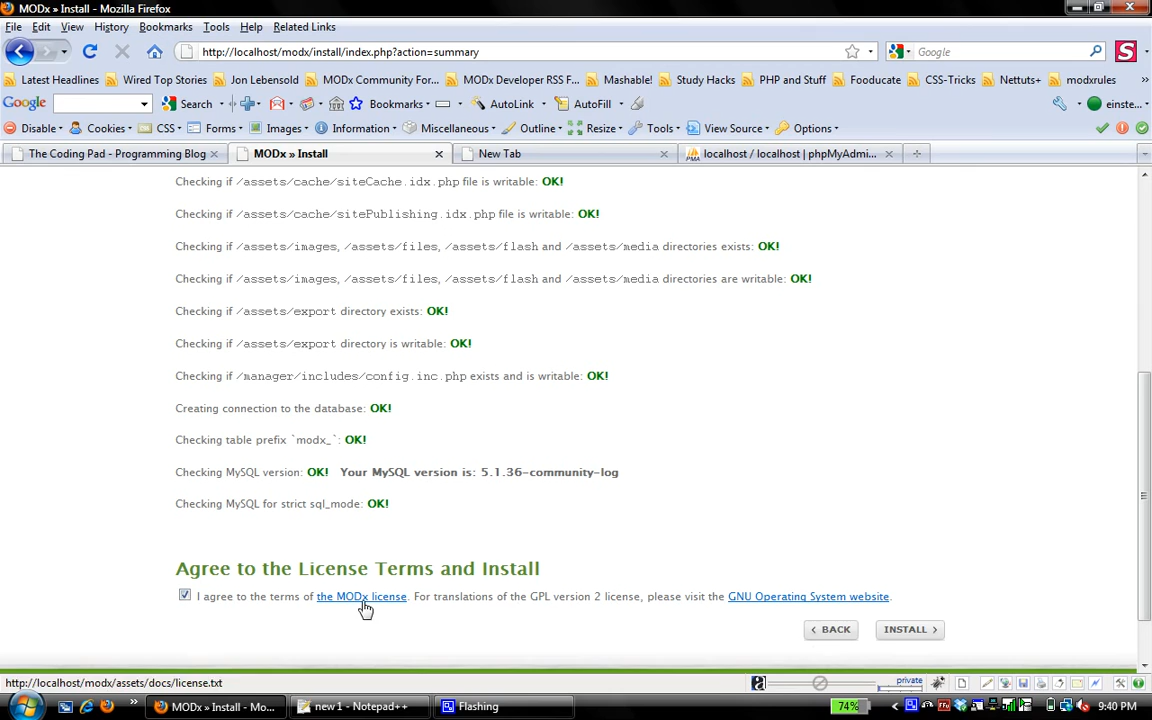 MODx » Install - Mozilla Firefox
File Edit View History Bookmarks Tools Help Related Links
http://localhost/modx/install/index.php?action=summary
Google
Latest Headlines Wired Top Stories Jon Lebensold MODx Community For... MODx Developer RSS F... Mashable! Study Hacks PHP and Stuff Fooducate CSS-Tricks Nettuts+ modxrules »
Google Search Bookmarks AutoLink AutoFill einste...
Disable Cookies CSS Forms Images Information Miscellaneous Outline Resize Tools View Source Options
The Coding Pad - Programming Blog MODx » Install New Tab localhost / localhost | phpMyAdmi...
Checking if /assets/cache/siteCache.idx.php file is writable: OK!
Checking if /assets/cache/sitePublishing.idx.php file is writable: OK!
Checking if /assets/images, /assets/files, /assets/flash and /assets/media directories exists: OK!
Checking if /assets/images, /assets/files, /assets/flash and /assets/media directories are writable: OK!
Checking if /assets/export directory exists: OK!
Checking if /assets/export directory is writable: OK!
Checking if /manager/includes/config.inc.php exists and is writable: OK!
Creating connection to the database: OK!
Checking table prefix `modx_`: OK!
Checking MySQL version: OK! Your MySQL version is: 5.1.36-community-log
Checking MySQL for strict sql_mode: OK!
Agree to the License Terms and Install
I agree to the terms of the MODx license. For translations of the GPL version 2 license, please visit the GNU Operating System website.
BACK INSTALL
http://localhost/modx/assets/docs/license.txt private
MODx » Install - Mo... new 1 - Notepad++ Flashing 74% 9:40 PM